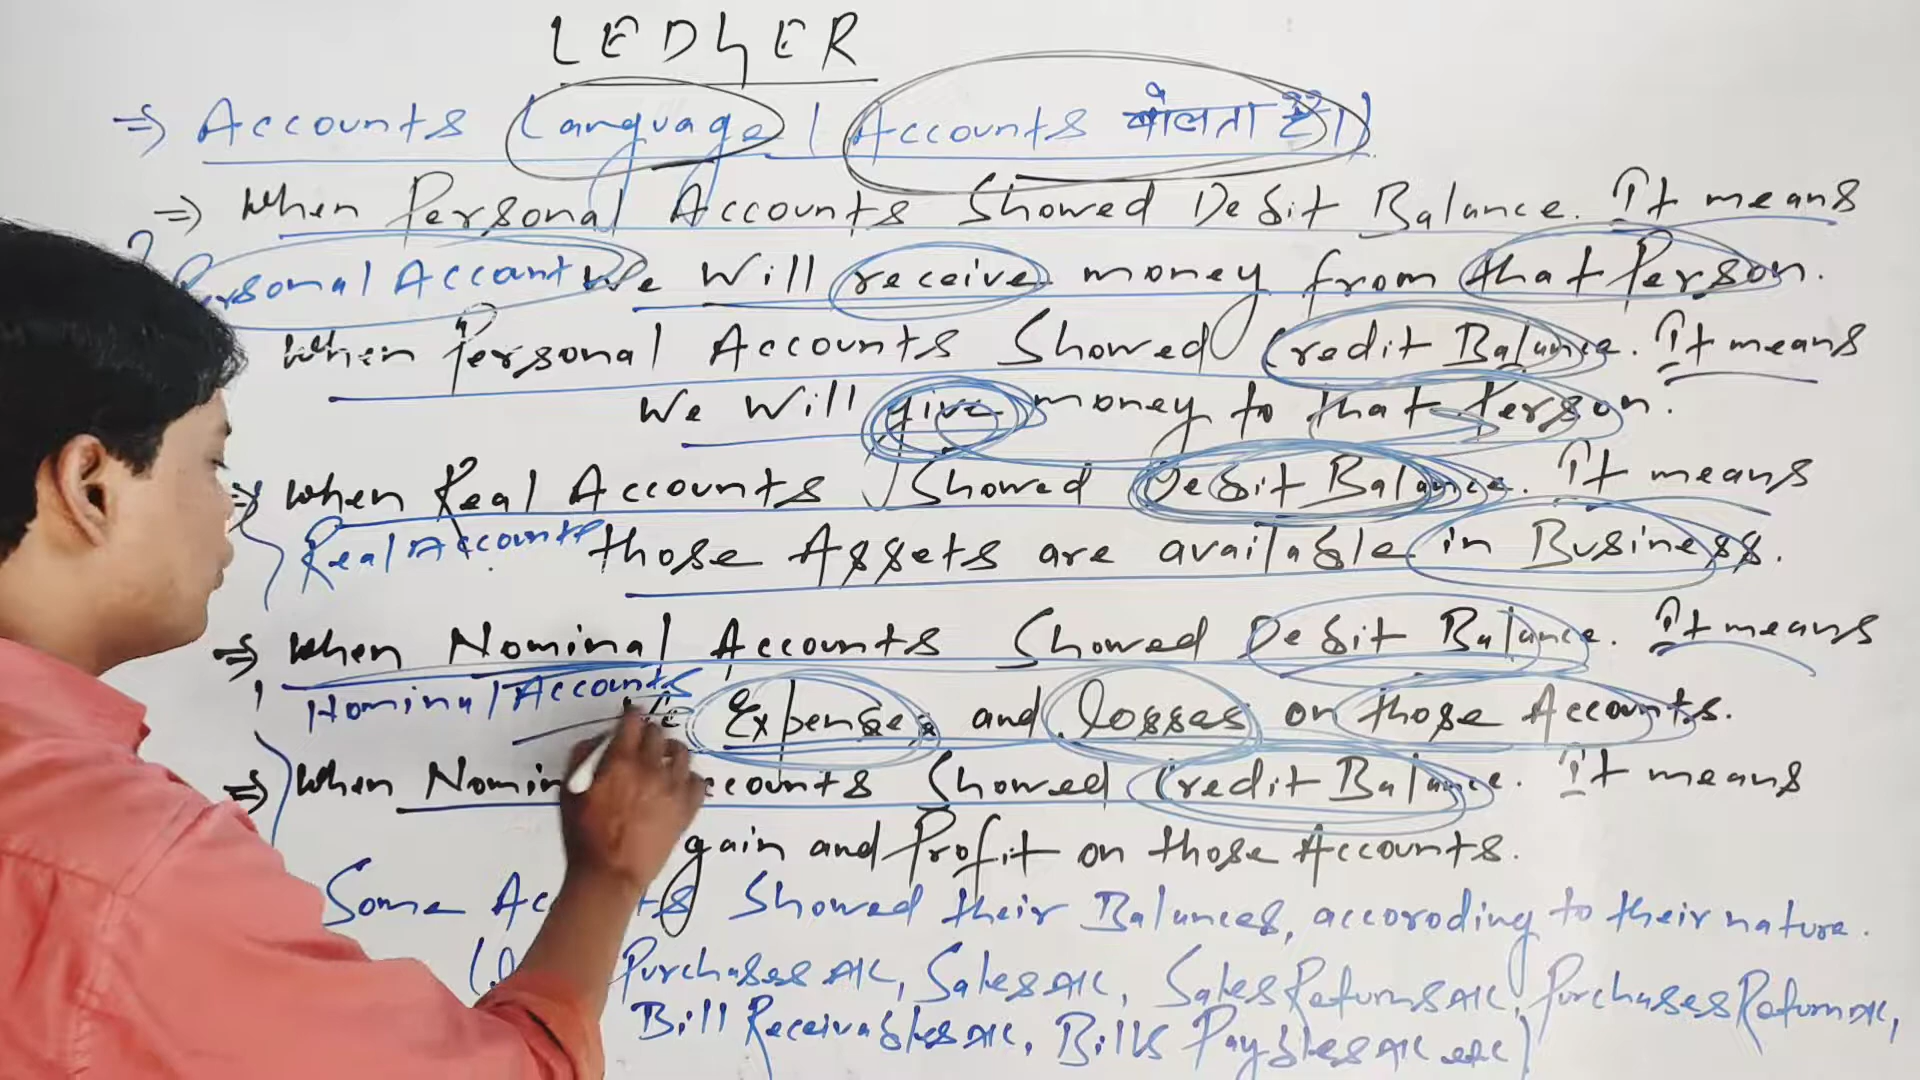 LEDGER
⇒ Accounts Language (Accounts बोलता है।)
⇒ When Personal Accounts Showed Debit Balance. It means
Personal Account We Will receive money from that Person.
When Personal Accounts Showed Credit Balance. It means
We Will give money to that Person.
⇒ When Real Accounts Showed Debit Balance. It means
Real Accounts those Assets are available in Business.
⇒ When Nominal Accounts Showed Debit Balance. It means
Nominal Accounts Expenses and losses on those Accounts.
⇒ When Accounts Showed Credit Balance. It means
gain and Profit on those Accounts.
Some Showed their Balances, accoroding to their nature.
Purchases A/C, Sales A/C, Sales Returns A/C, Purchases Return A/C,
Bill Receivables A/C, Bills Paybles A/C etc)